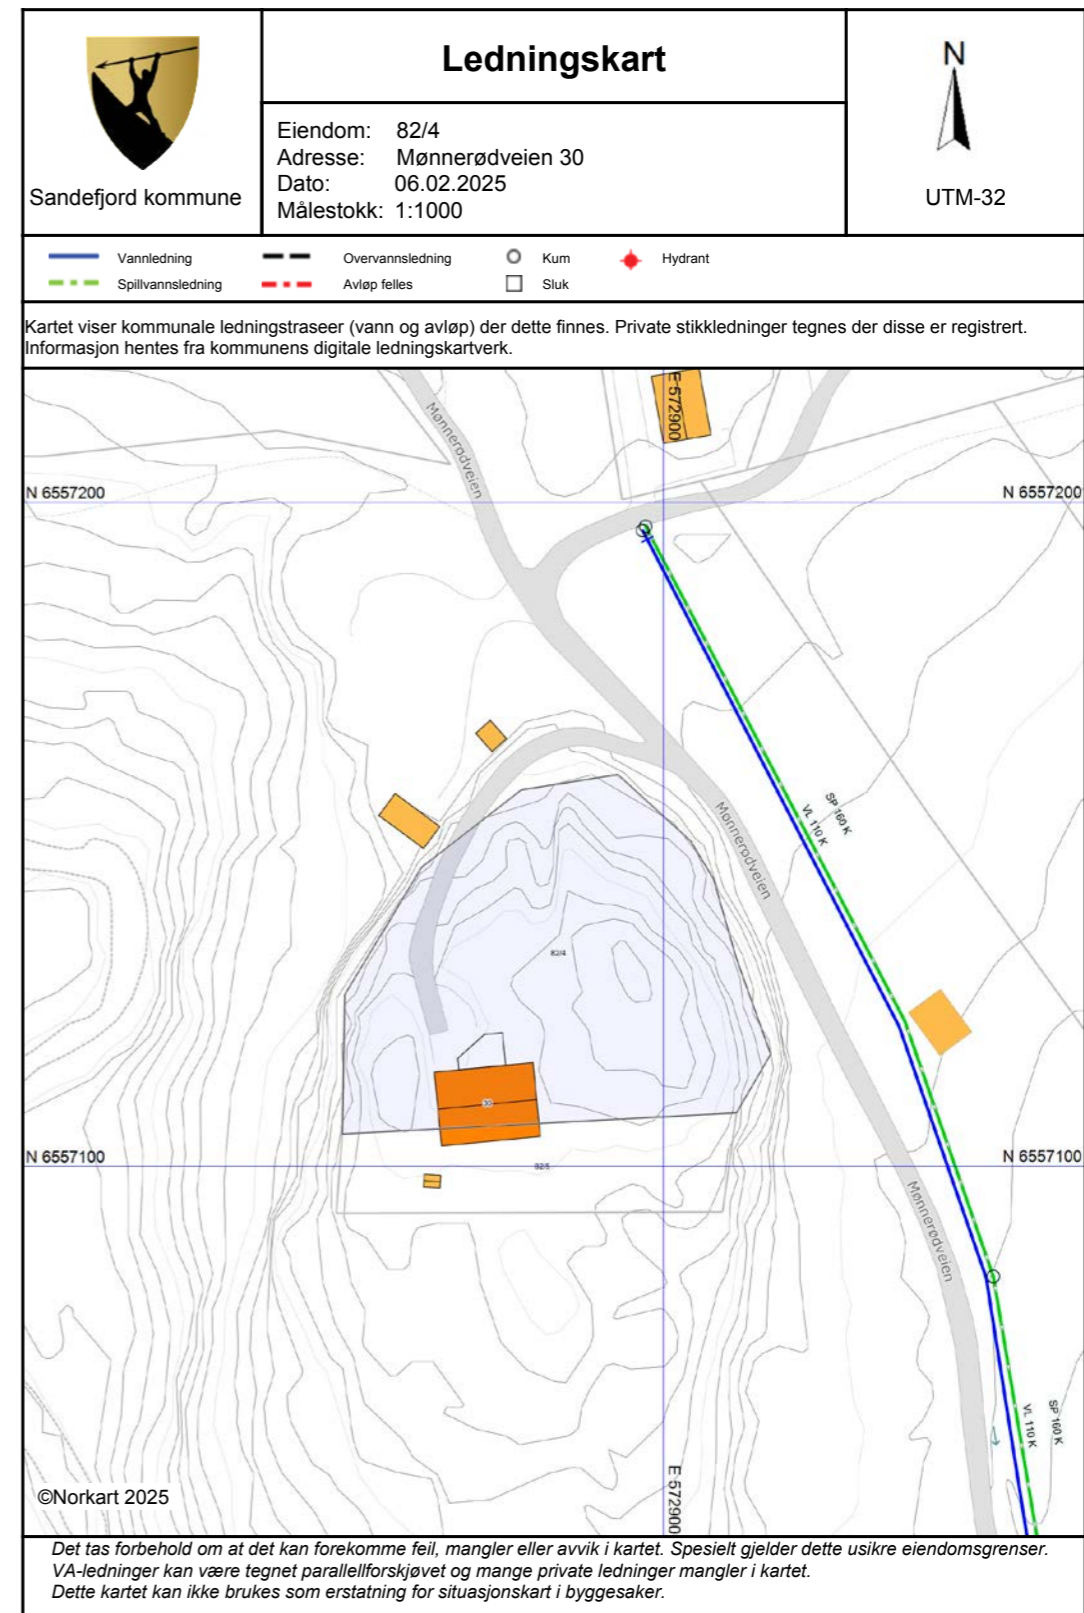 Ledningskart
N
Eiendom: 82/4
Adresse: Mønnerødveien 30
Dato: 06.02.2025
Målestokk: 1:1000
Sandefjord kommune
UTM-32
Vannledning
Overvannsledning
Kum
Hydrant
Spillvannsledning
Avløp felles
Sluk
Kartet viser kommunale ledningstraseer (vann og avløp) der dette finnes. Private stikkledninger tegnes der disse er registrert.
Informasjon hentes fra kommunens digitale ledningskartverk.
E 572900
Mønnerødveien
N 6557200
N 6557200
SP 160 K
VL 110 K
Mønnerødveien
82/4
30
N 6557100
82/5
N 6557100
Mønnerødveien
SP 160 K
VL 110 K
E 572900
©Norkart 2025
Det tas forbehold om at det kan forekomme feil, mangler eller avvik i kartet. Spesielt gjelder dette usikre eiendomsgrenser.
VA-ledninger kan være tegnet parallellforskjøvet og mange private ledninger mangler i kartet.
Dette kartet kan ikke brukes som erstatning for situasjonskart i byggesaker.